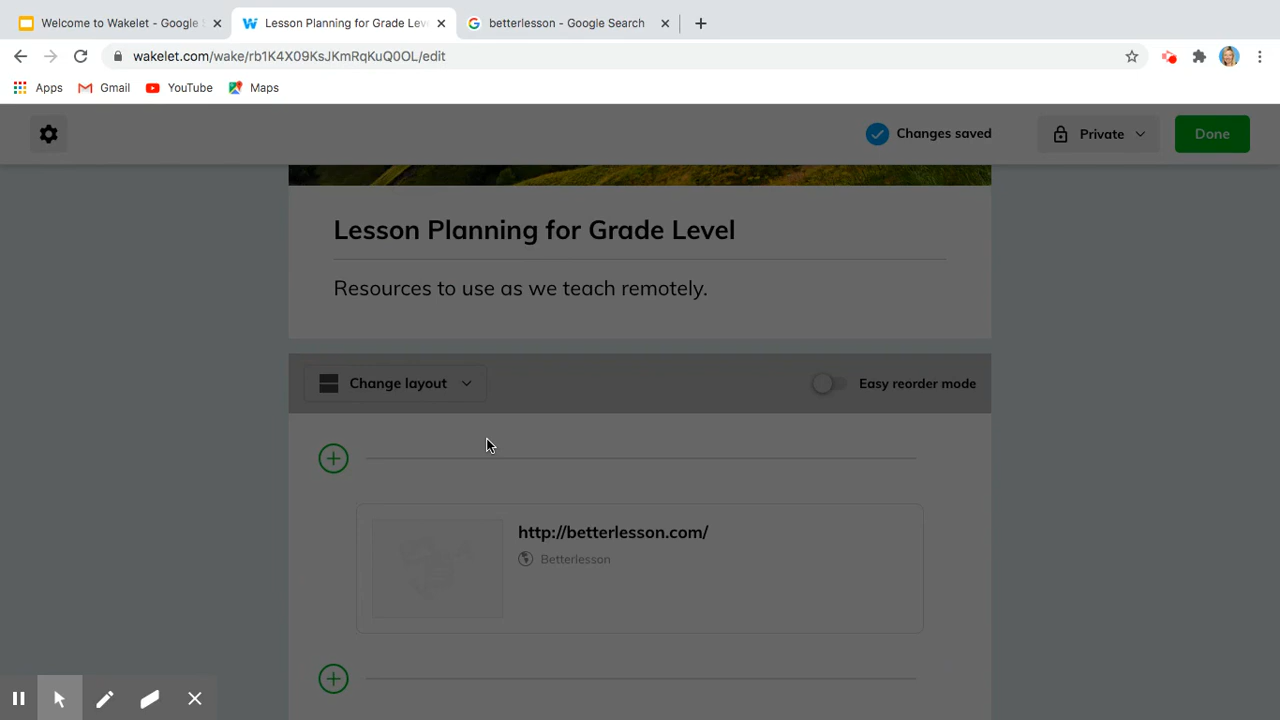 Welcome to Wakelet - Google S
Lesson Planning for Grade Leve
betterlesson - Google Search
wakelet.com/wake/rb1K4X09KsJKmRqKuQ0OL/edit
Apps
Gmail
YouTube
Maps
Changes saved
Private
Done
Lesson Planning for Grade Level
Resources to use as we teach remotely.
Change layout
Easy reorder mode
http://betterlesson.com/
Betterlesson